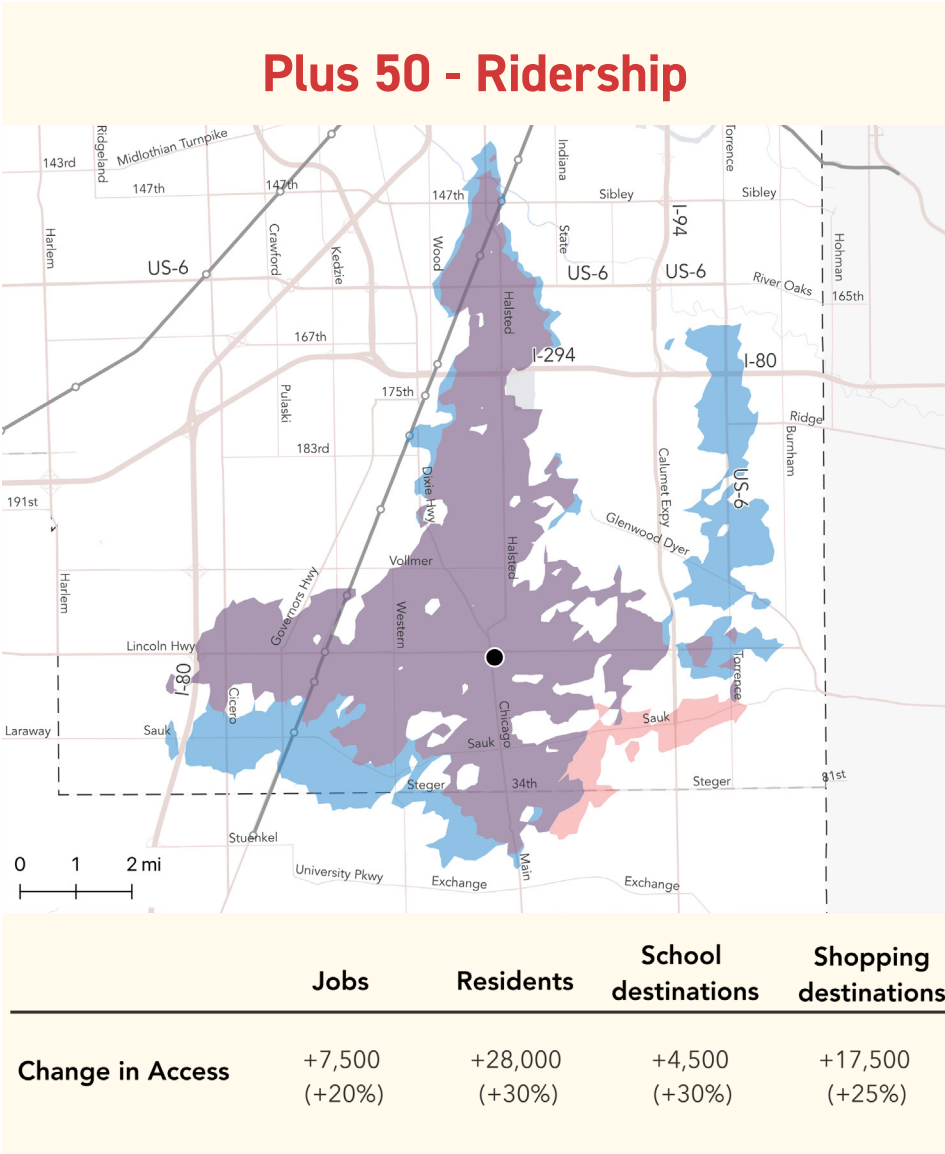 Plus 50 - Ridership
Ridgeland
Midlothian Turnpike
143rd
147th
147th
147th
Indiana
Torrence
Sibley
Sibley
Harlem
Crawford
Kedzie
Wood
State
I-94
Hohman
US-6
US-6
US-6
River Oaks
165th
Halsted
167th
I-294
I-80
175th
Pulaski
Ridge
Burnham
183rd
Dixie Hwy
Calumet Expy
US-6
191st
Glenwood Dyer
Vollmer
Halsted
Harlem
Governors Hwy
Western
Lincoln Hwy
I-80
Cicero
Torrence
Chicago
Laraway
Sauk
Sauk
Sauk
Steger
34th
Steger
81st
Stuenkel
0 1 2 mi
University Pkwy
Exchange
Main
Exchange
Jobs
Residents
School
destinations
Shopping
destinations
Change in Access
+7,500
(+20%)
+28,000
(+30%)
+4,500
(+30%)
+17,500
(+25%)